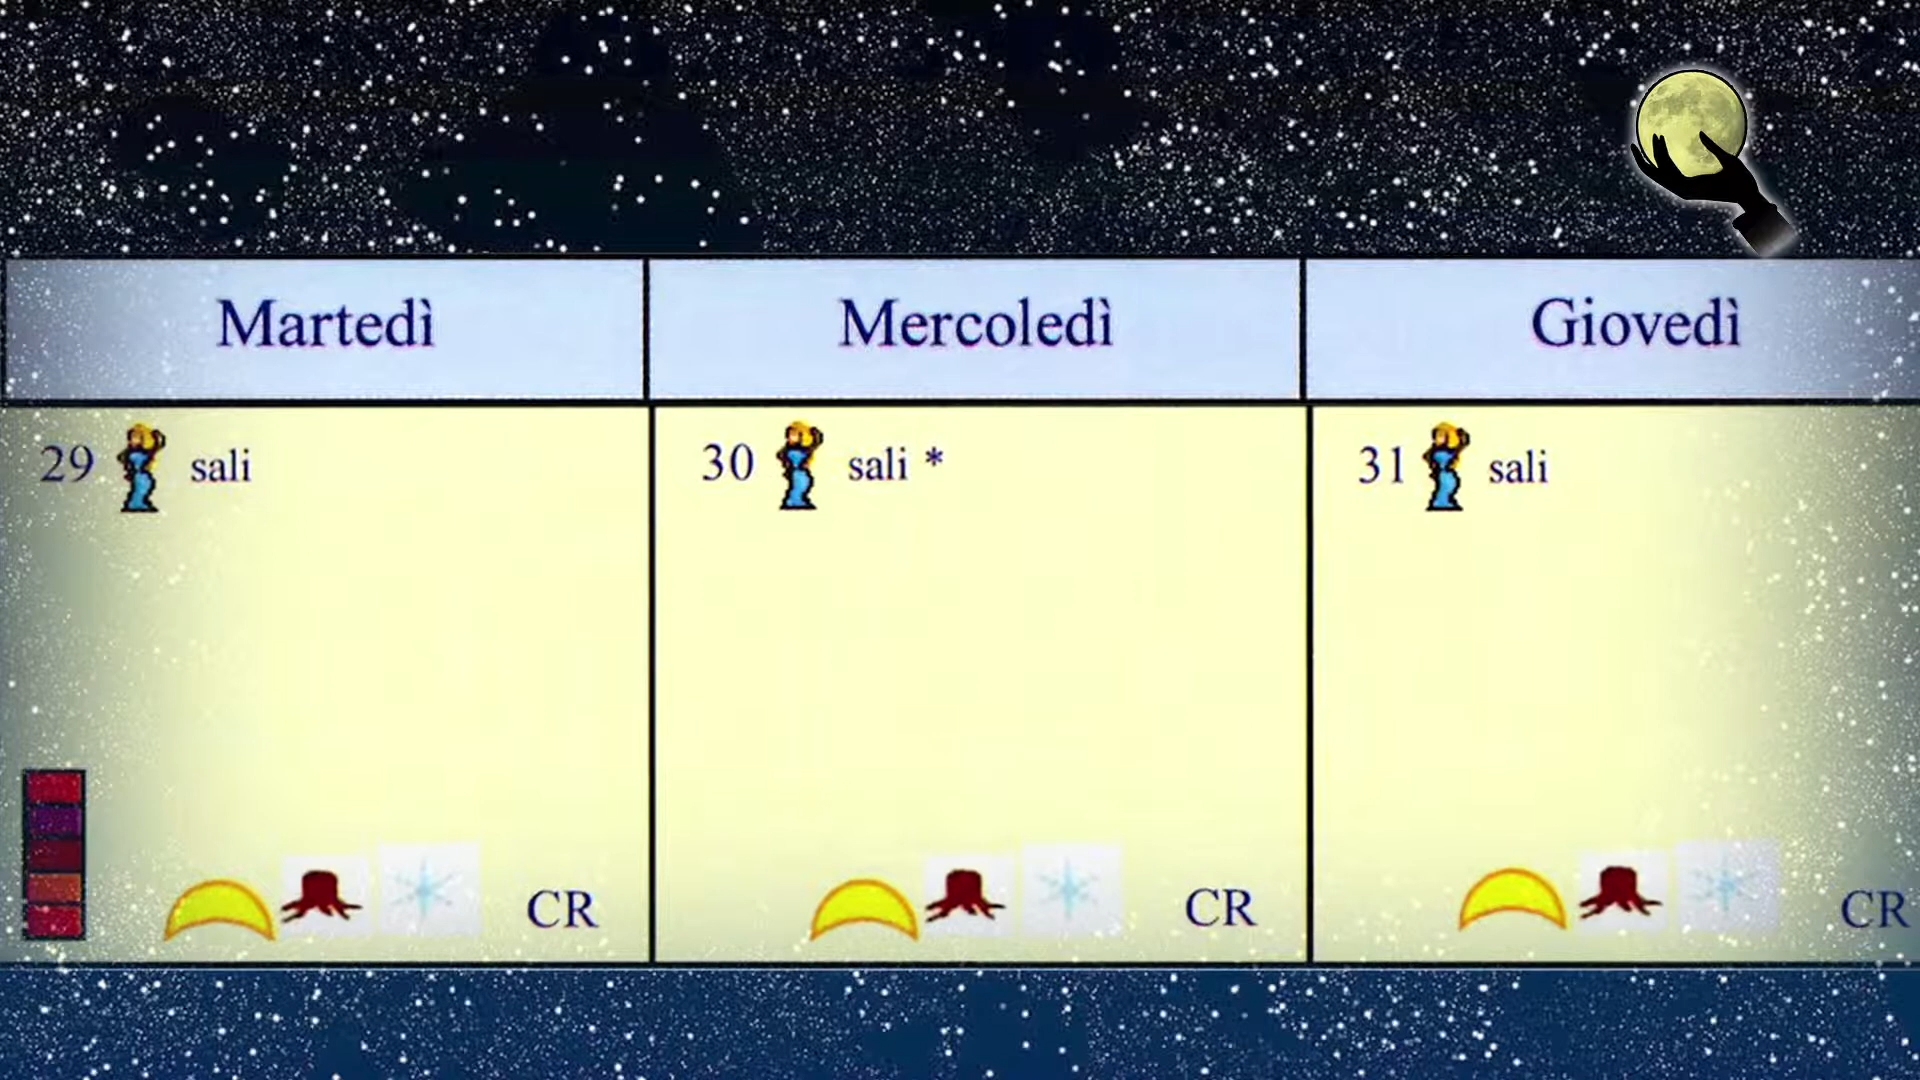 Martedì
Mercoledì
Giovedì
29 sali
30 sali *
31 sali
CR
CR
CR